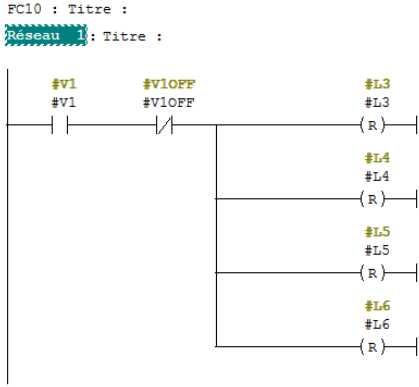 FC10 : Titre :
Réseau 1: Titre :
#V1 #V1OFF #L3
#V1 #V1OFF #L3
(R)
#L4
#L4
(R)
#L5
#L5
(R)
#L6
#L6
(R)